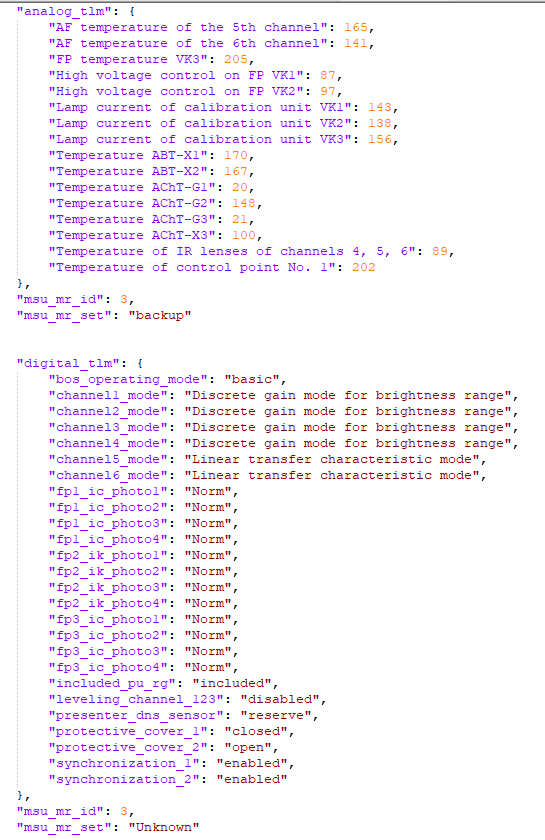 "analog_tlm": {
"AF temperature of the 5th channel": 165,
"AF temperature of the 6th channel": 141,
"FP temperature VK3": 205,
"High voltage control on FP VK1": 87,
"High voltage control on FP VK2": 97,
"Lamp current of calibration unit VK1": 143,
"Lamp current of calibration unit VK2": 138,
"Lamp current of calibration unit VK3": 156,
"Temperature ABT-X1": 170,
"Temperature ABT-X2": 167,
"Temperature AChT-G1": 20,
"Temperature AChT-G2": 148,
"Temperature AChT-G3": 21,
"Temperature AChT-X3": 100,
"Temperature of IR lenses of channels 4, 5, 6": 89,
"Temperature of control point No. 1": 202
},
"msu_mr_id": 3,
"msu_mr_set": "backup"
"digital_tlm": {
"bos_operating_mode": "basic",
"channel1_mode": "Discrete gain mode for brightness range",
"channel2_mode": "Discrete gain mode for brightness range",
"channel3_mode": "Discrete gain mode for brightness range",
"channel4_mode": "Discrete gain mode for brightness range",
"channel5_mode": "Linear transfer characteristic mode",
"channel6_mode": "Linear transfer characteristic mode",
"fp1_ic_photo1": "Norm",
"fp1_ic_photo2": "Norm",
"fp1_ic_photo3": "Norm",
"fp1_ic_photo4": "Norm",
"fp2_ik_photo1": "Norm",
"fp2_ik_photo2": "Norm",
"fp2_ik_photo3": "Norm",
"fp2_ik_photo4": "Norm",
"fp3_ic_photo1": "Norm",
"fp3_ic_photo2": "Norm",
"fp3_ic_photo3": "Norm",
"fp3_ic_photo4": "Norm",
"included_pu_rg": "included",
"leveling_channel_123": "disabled",
"presenter_dns_sensor": "reserve",
"protective_cover_1": "closed",
"protective_cover_2": "open",
"synchronization_1": "enabled",
"synchronization_2": "enabled"
},
"msu_mr_id": 3,
"msu_mr_set": "Unknown"